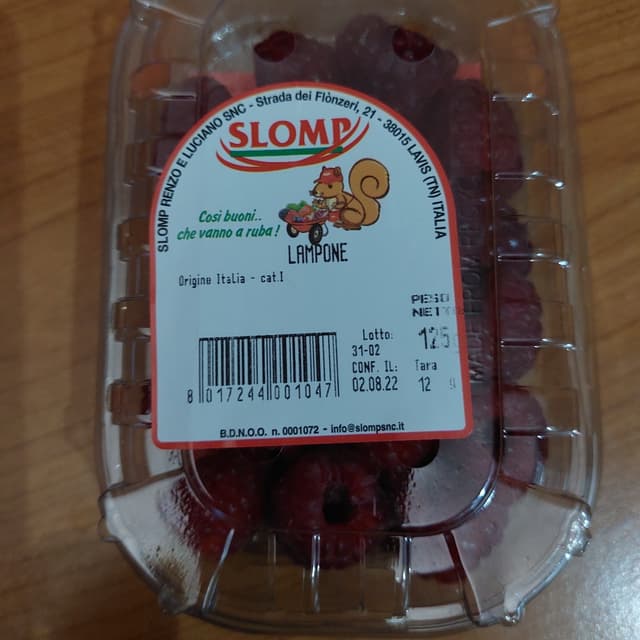 SLOMP RENZO E LUCIANO SNC - Strada dei Flònzeri, 21 - 38015 LAVIS (TN) ITALIA
SLOMP
Così buoni..
che vanno a ruba!
LAMPONE
Origine Italia - cat.I
PESO
NETTO
125 g
Lotto:
31-02
CONF. IL:
02.08.22
Tara
12 g
8 017244 001047
B.D.N.O.O. n. 0001072 - info@slompsnc.it
MADE FROM